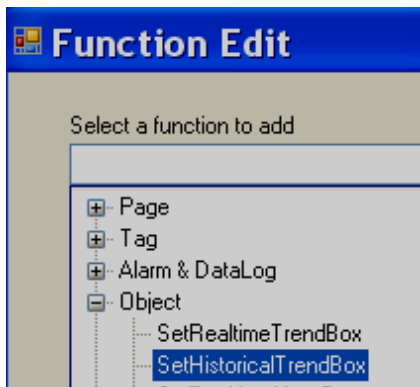 Function Edit
Select a function to add
Page
Tag
Alarm & DataLog
Object
SetRealtimeTrendBox
SetHistoricalTrendBox